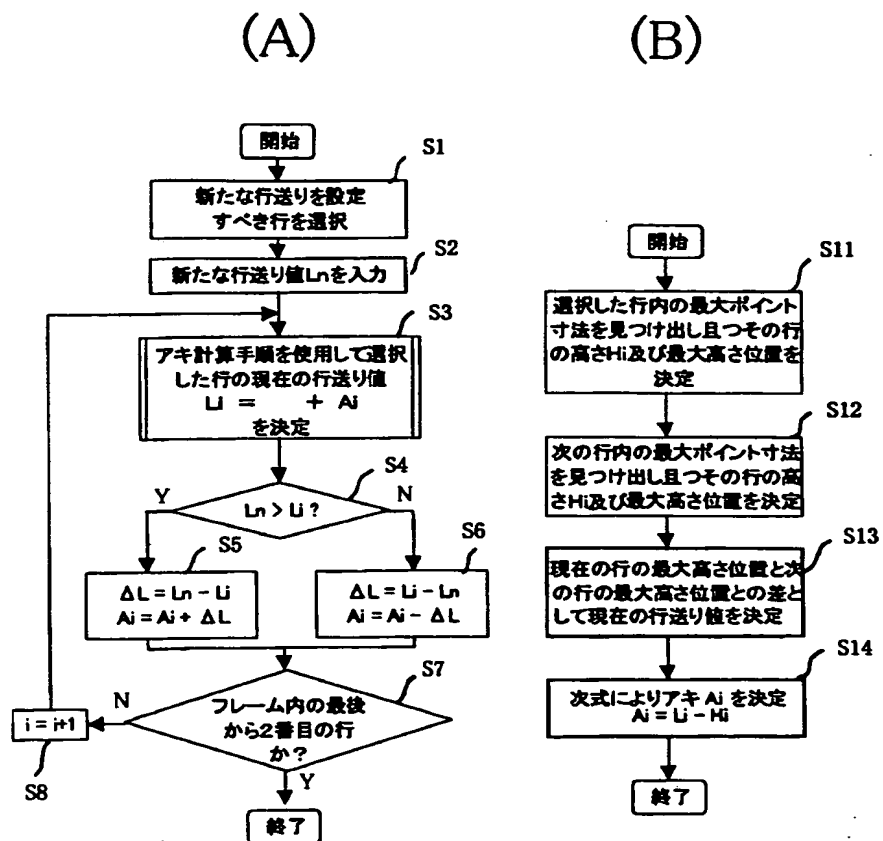 (A)
開始
S1
新たな行送りを設定
すべき行を選択
S2
新たな行送り値Lnを入力
S3
アキ計算手順を使用して選択
した行の現在の行送り値
Li = + Ai
を決定
S4
Y
Ln > Li ?
N
S5
ΔL = Ln - Li
Ai = Ai + ΔL
S6
ΔL = Li - Ln
Ai = Ai - ΔL
S7
N
フレーム内の最後
から2番目の行
か?
Y
i = i+1
S8
終了
(B)
開始
S11
選択した行内の最大ポイント
寸法を見つけ出し且つその行
の高さHi及び最大高さ位置を
決定
S12
次の行内の最大ポイント寸法
を見つけ出し且つその行の高
さHi及び最大高さ位置を決定
S13
現在の行の最大高さ位置と次
の行の最大高さ位置との差と
して現在の行送り値を決定
S14
次式によりアキ Ai を決定
Ai = Li - Hi
終了